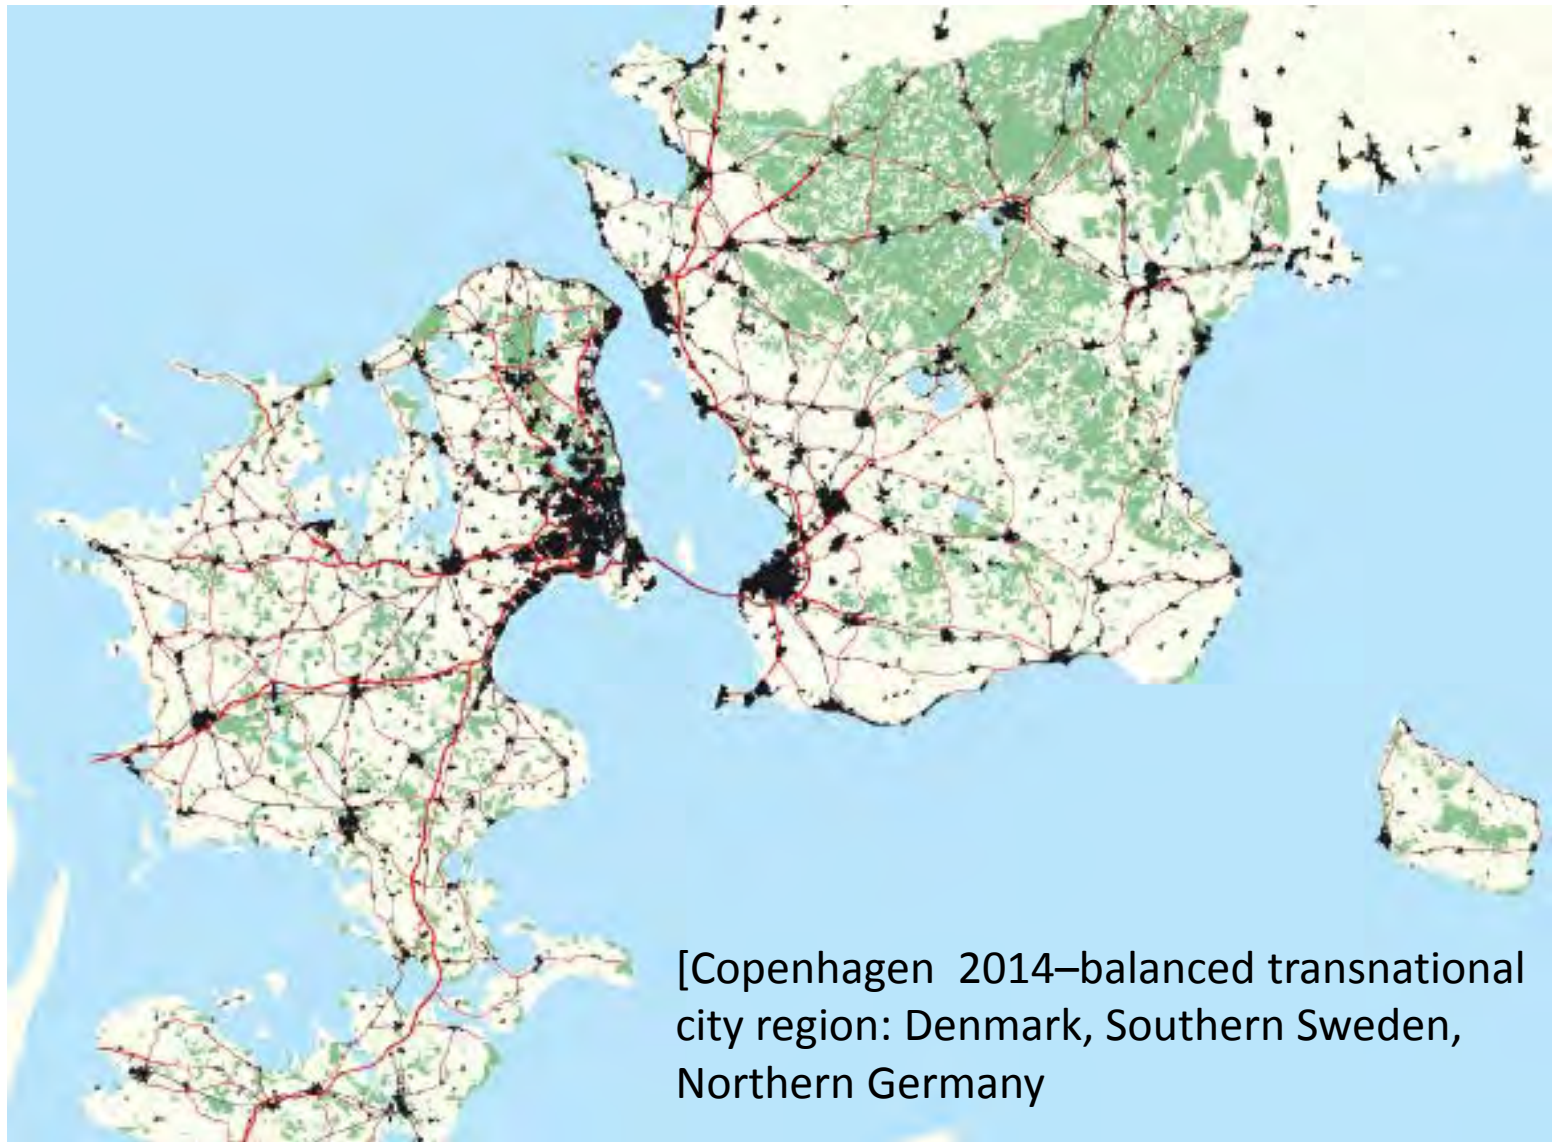 [Copenhagen  2014–balanced transnational
city region: Denmark, Southern Sweden,
Northern Germany